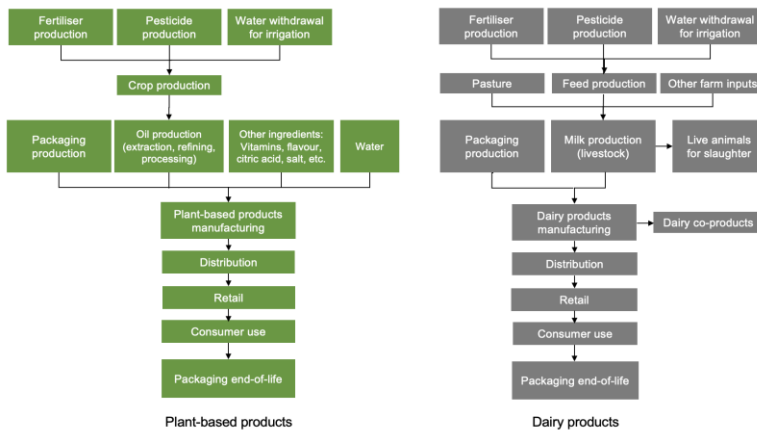 Fertiliser
production
Pesticide
production
Water withdrawal
for irrigation
Crop production
Packaging
production
Oil production
(extraction, refining,
processing)
Other ingredients:
Vitamins, flavour,
citric acid, salt, etc.
Water
Plant-based products
manufacturing
Distribution
Retail
Consumer use
Packaging end-of-life
Plant-based products
Fertiliser
production
Pesticide
production
Water withdrawal
for irrigation
Pasture
Feed production
Other farm inputs
Packaging
production
Milk production
(livestock)
Live animals
for slaughter
Dairy products
manufacturing
Dairy co-products
Distribution
Retail
Consumer use
Packaging end-of-life
Dairy products